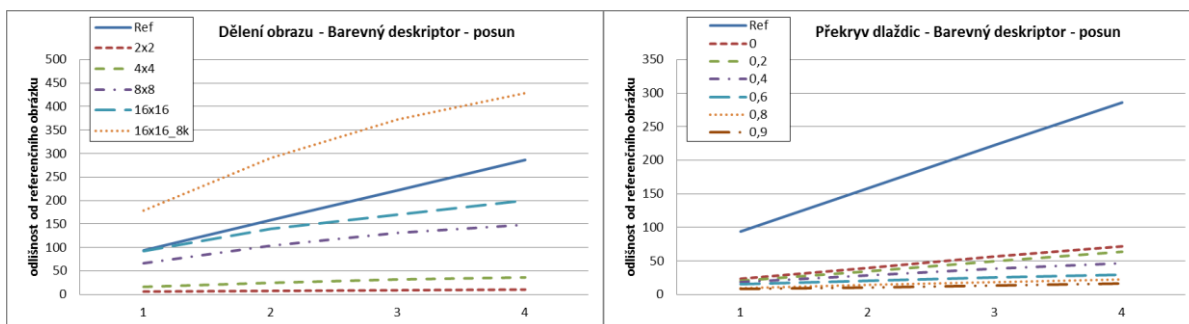 Dělení obrazu - Barevný deskriptor - posun
Ref
2x2
4x4
8x8
16x16
16x16_8k
odlišnost od referenčního obrázku
500
450
400
350
300
250
200
150
100
50
0
1 2 3 4
Překryv dlaždic - Barevný deskriptor - posun
Ref
0
0,2
0,4
0,6
0,8
0,9
odlišnost od referenčního obrázku
350
300
250
200
150
100
50
0
1 2 3 4